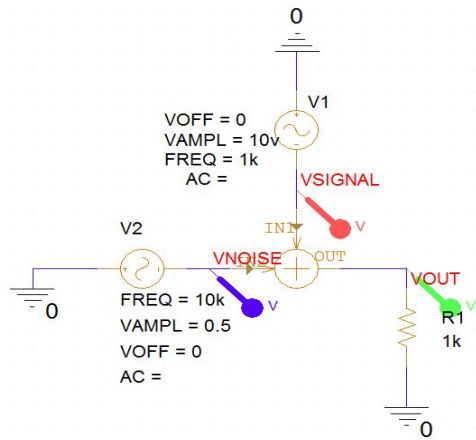 0
V1
VOFF = 0
VAMPL = 10v
FREQ = 1k
AC =
VSIGNAL
V
V2
IN1
VNOISE
OUT
VOUT
V
V
FREQ = 10k
VAMPL = 0.5
VOFF = 0
AC =
R1
1k
0
0